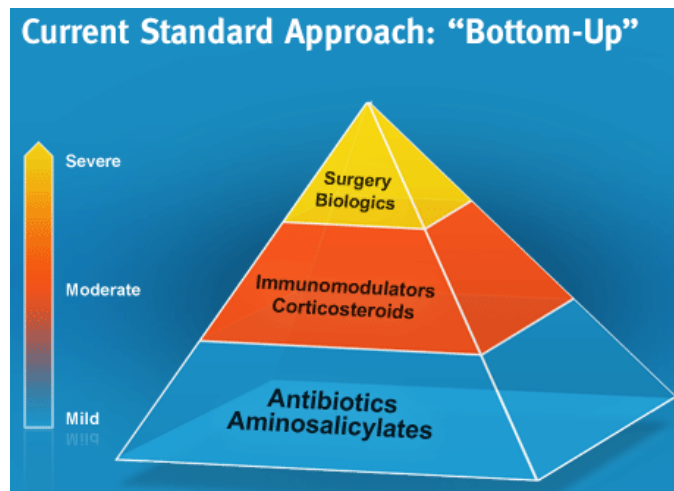 Current Standard Approach: “Bottom-Up”
Severe
Surgery
Biologics
Moderate
Immunomodulators
Corticosteroids
Mild
Antibiotics
Aminosalicylates